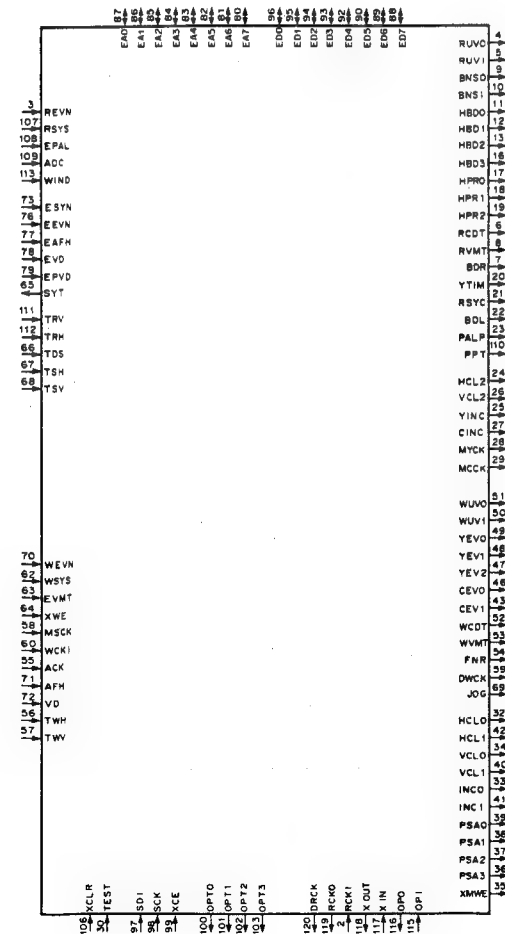 87 86 85 84 83 82 81 80 96 95 94 93 92 90 89 88
EA0 EA1 EA2 EA3 EA4 EA5 EA6 EA7 ED0 ED1 ED2 ED3 ED4 ED5 ED6 ED7
3 REVN
107 RSYS
108 EPAL
109 ADC
113 WIND
73 ESYN
76 EEVN
77 EAFH
78 EVD
79 EPVD
65 SYT
111 TRV
112 TRH
66 TDS
67 TSH
68 TSV
70 WEVN
62 WSYS
63 EVMT
64 XWE
58 MSCK
60 WCKI
55 ACK
71 AFH
72 VD
56 TWH
57 TWV
RUV0 4
RUV1 5
BNS0 9
BNS1 10
HBD0 11
HBD1 12
HBD2 13
HBD3 16
HPR0 17
HPR1 18
HPR2 19
RCDT 6
RVMT 8
BDR 7
YTIM 20
RSYC 21
BDL 22
PALP 23
PPT 110
HCL2 24
VCL2 26
YINC 25
CINC 27
MYCK 28
MCCK 29
WUV0 51
WUV1 50
YEV0 49
YEV1 48
YEV2 47
CEV0 46
CEV1 43
WCDT 52
WVMT 53
FNR 54
DWCK 59
JOG 69
HCL0 32
HCL1 42
VCL0 34
VCL1 40
INC0 33
INC1 41
PSA0 39
PSA1 38
PSA2 37
PSA3 36
XMWE 35
XCLR TEST SDI SCK XCE OPT0 OPT1 OPT2 OPT3 DRCK RCKO RCKI X OUT X IN OPO OPI
106 30 97 98 99 100 101 102 103 120 119 2 118 117 116 115